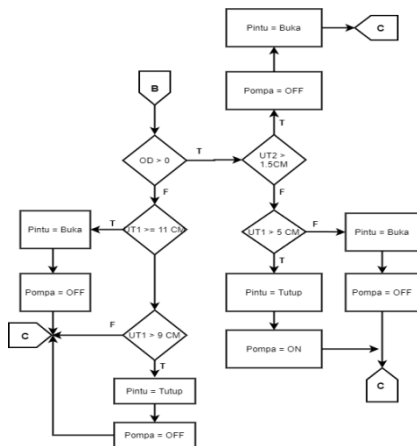 Pintu = Buka
C
Pompa = OFF
B
T
OD > 0
T
UT2 >
1.5CM
F
F
Pintu = Buka
T
UT1 >= 11 CM
UT1 > 5 CM
F
Pintu = Buka
T
Pompa = OFF
Pintu = Tutup
Pompa = OFF
C
F
UT1 > 9 CM
Pompa = ON
T
Pintu = Tutup
C
Pompa = OFF